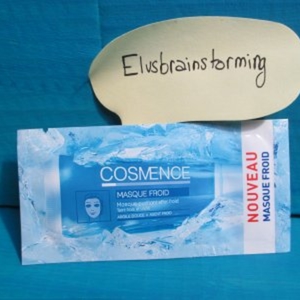 Elusbrainstorming
COSMENCE
MASQUE FROID
NOUVEAU
MASQUE FROID